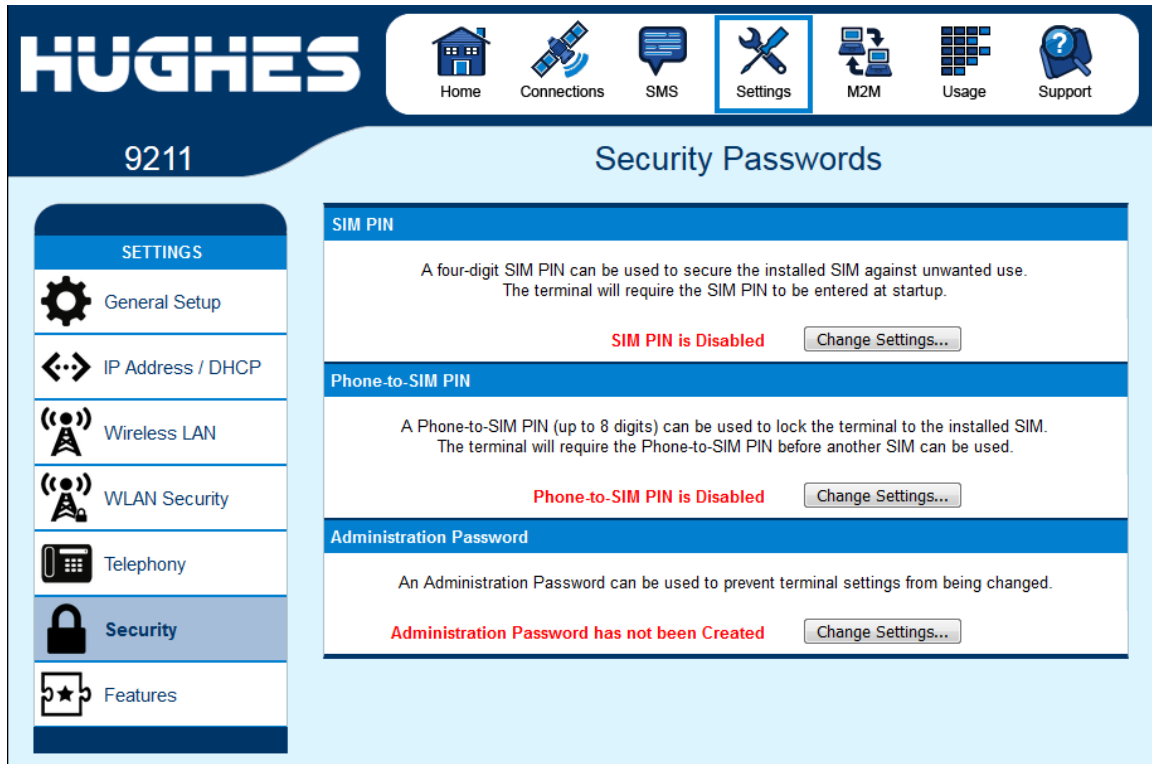 HUGHES
Home
Connections
SMS
Settings
M2M
Usage
Support
9211
Security Passwords
SETTINGS
General Setup
IP Address / DHCP
Wireless LAN
WLAN Security
Telephony
Security
Features
SIM PIN
A four-digit SIM PIN can be used to secure the installed SIM against unwanted use.
The terminal will require the SIM PIN to be entered at startup.
SIM PIN is Disabled
Change Settings...
Phone-to-SIM PIN
A Phone-to-SIM PIN (up to 8 digits) can be used to lock the terminal to the installed SIM.
The terminal will require the Phone-to-SIM PIN before another SIM can be used.
Phone-to-SIM PIN is Disabled
Change Settings...
Administration Password
An Administration Password can be used to prevent terminal settings from being changed.
Administration Password has not been Created
Change Settings...